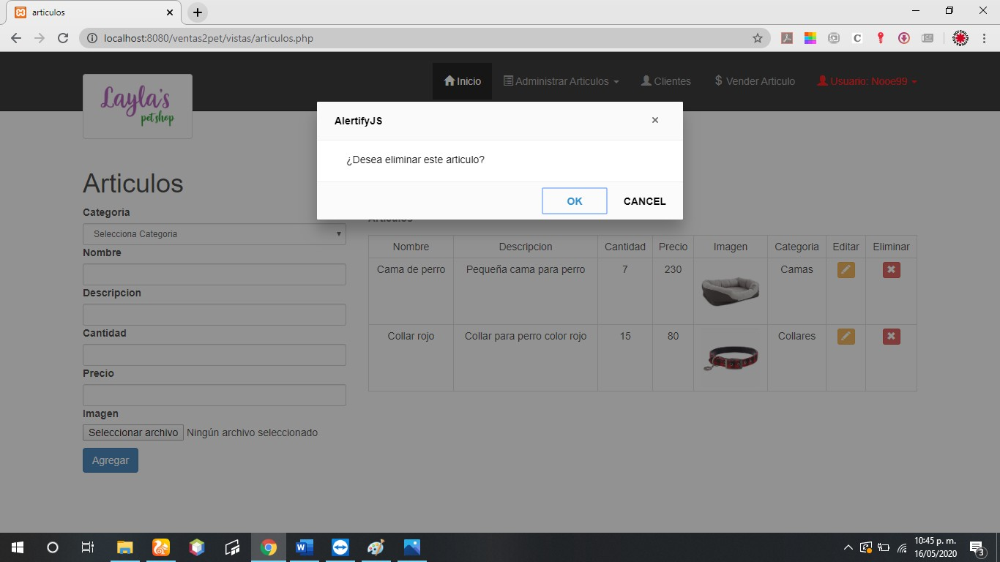 articulos
localhost:8080/ventas2pet/vistas/articulos.php
Layla's
pet shop
Inicio
Administrar Articulos
Clientes
$ Vender Articulo
Usuario: Nooe99
AlertifyJS
¿Desea eliminar este articulo?
OK
CANCEL
Articulos
Categoria
Selecciona Categoria
Nombre
Descripcion
Cantidad
Precio
Imagen
Seleccionar archivo Ningún archivo seleccionado
Agregar
Articulos
Nombre Descripcion Cantidad Precio Imagen Categoria Editar Eliminar
Cama de perro Pequeña cama para perro 7 230 Camas
Collar rojo Collar para perro color rojo 15 80 Collares
10:45 p. m.
16/05/2020
3